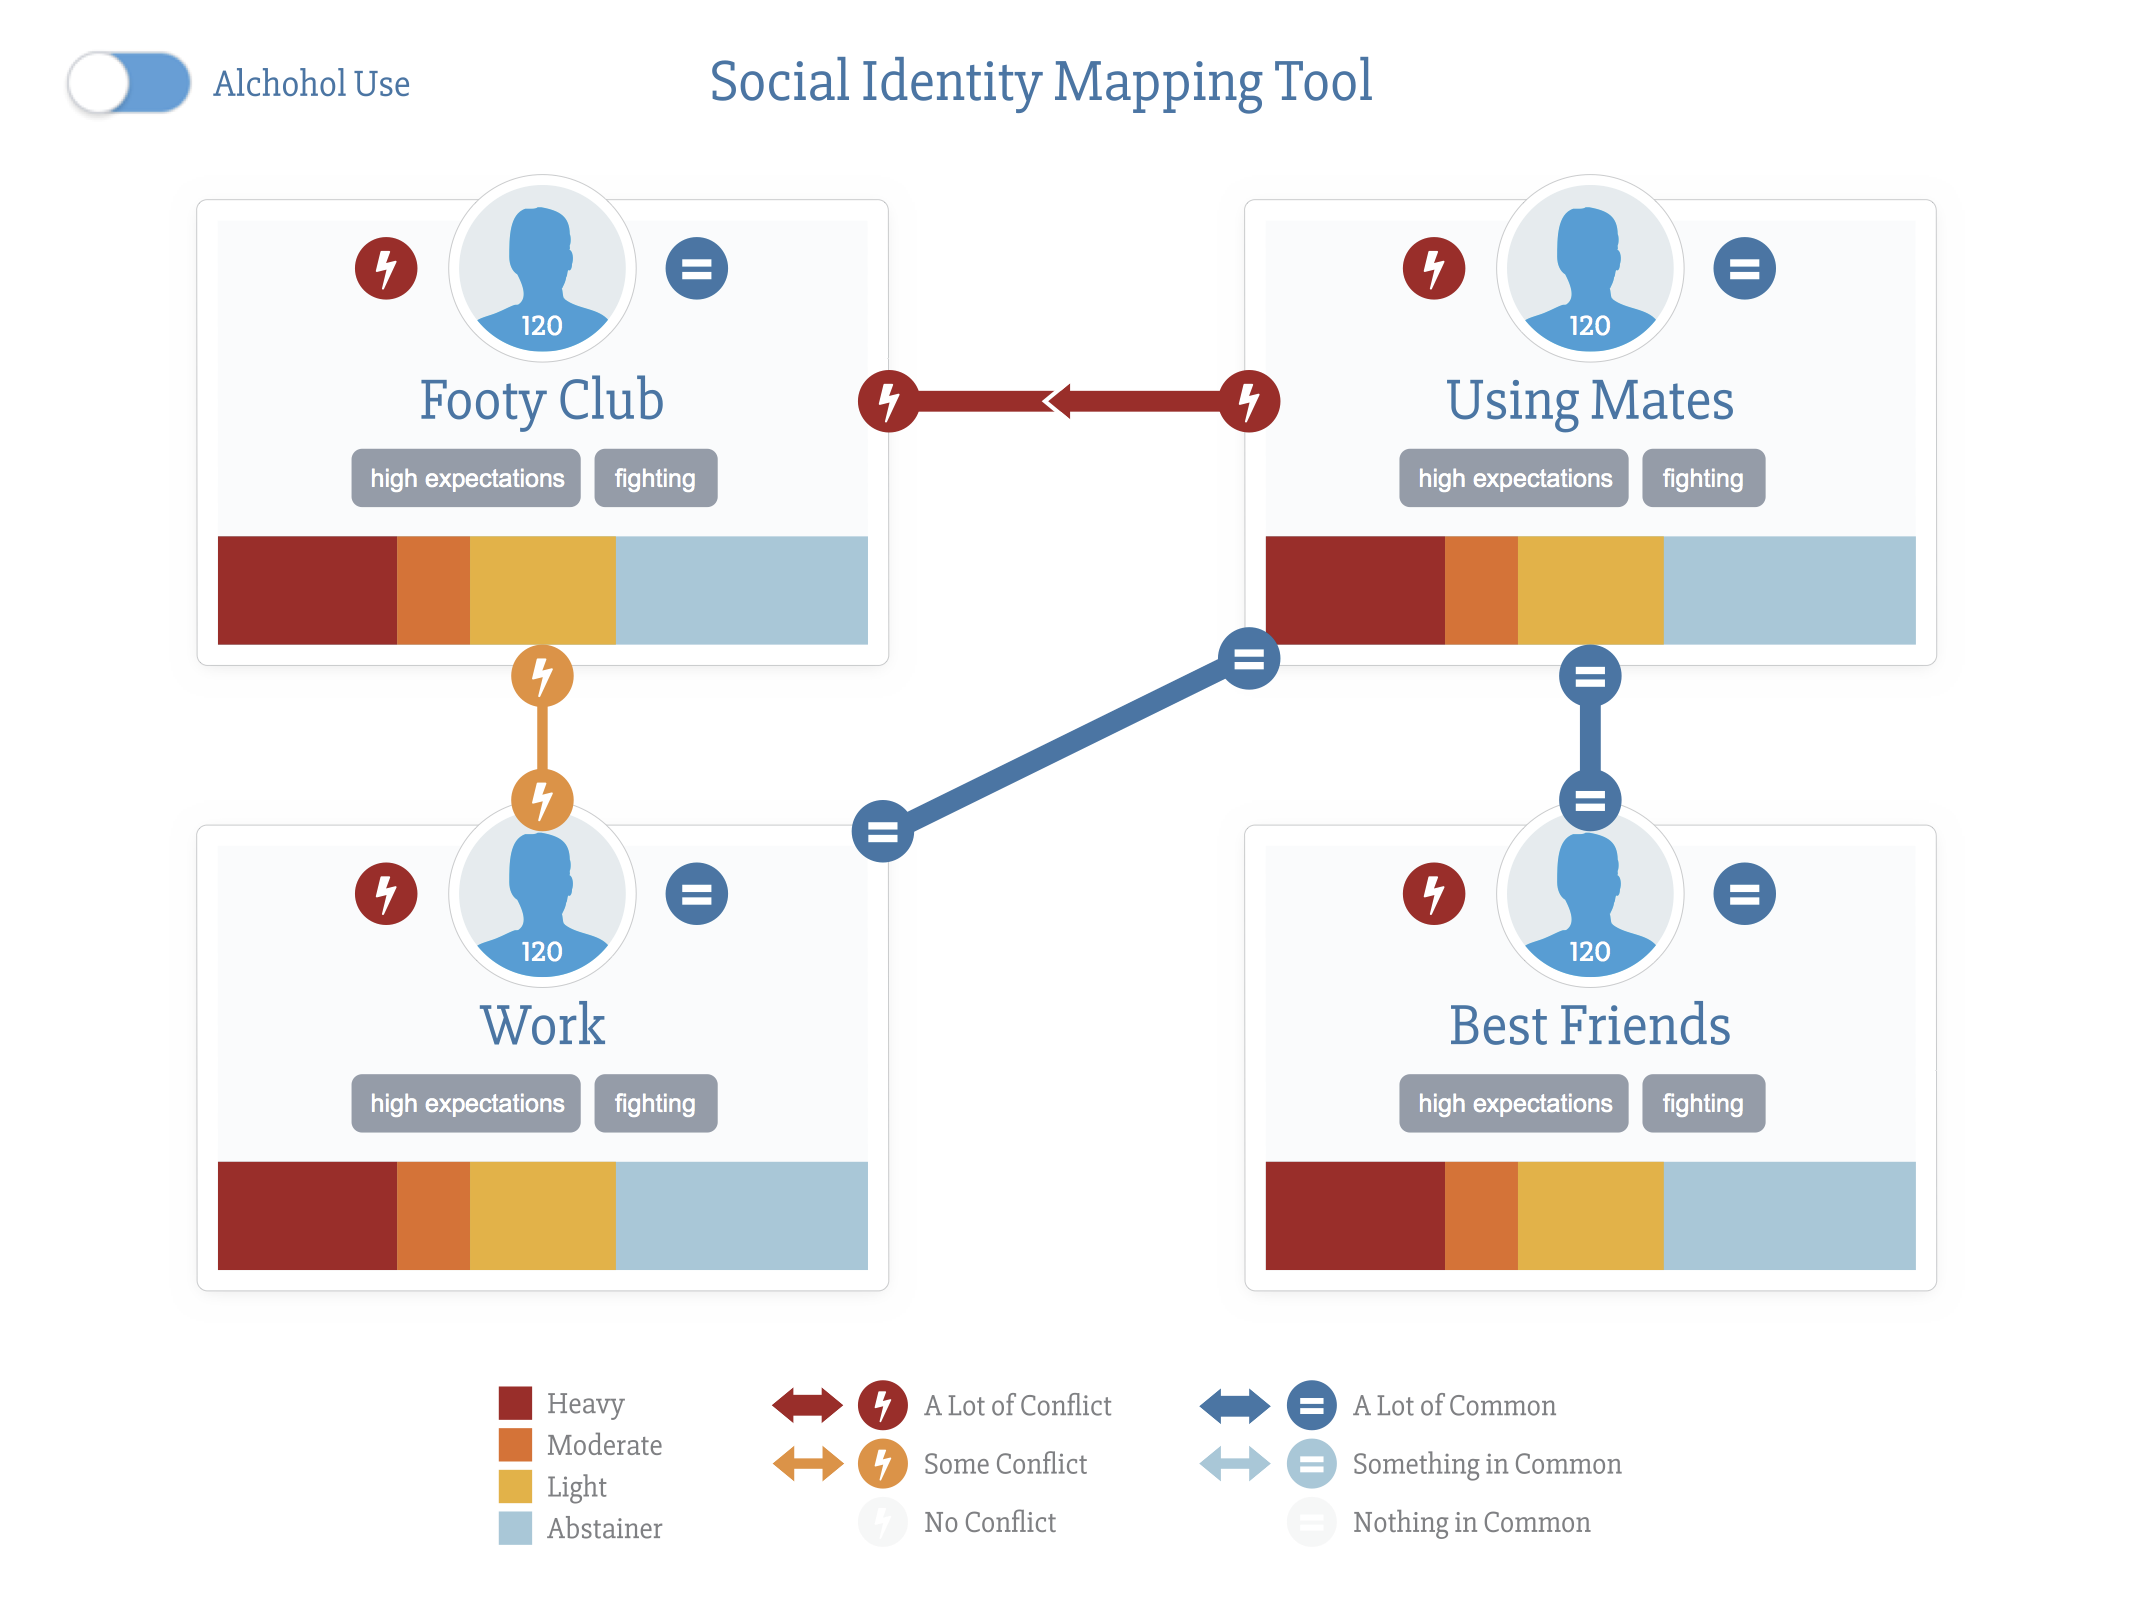 Alchohol Use
Social Identity Mapping Tool
120
120
Footy Club
Using Mates
high expectations fighting
high expectations fighting
120
120
Work
Best Friends
high expectations fighting
high expectations fighting
Heavy
Moderate
Light
Abstainer
A Lot of Conflict
Some Conflict
No Conflict
A Lot of Common
Something in Common
Nothing in Common